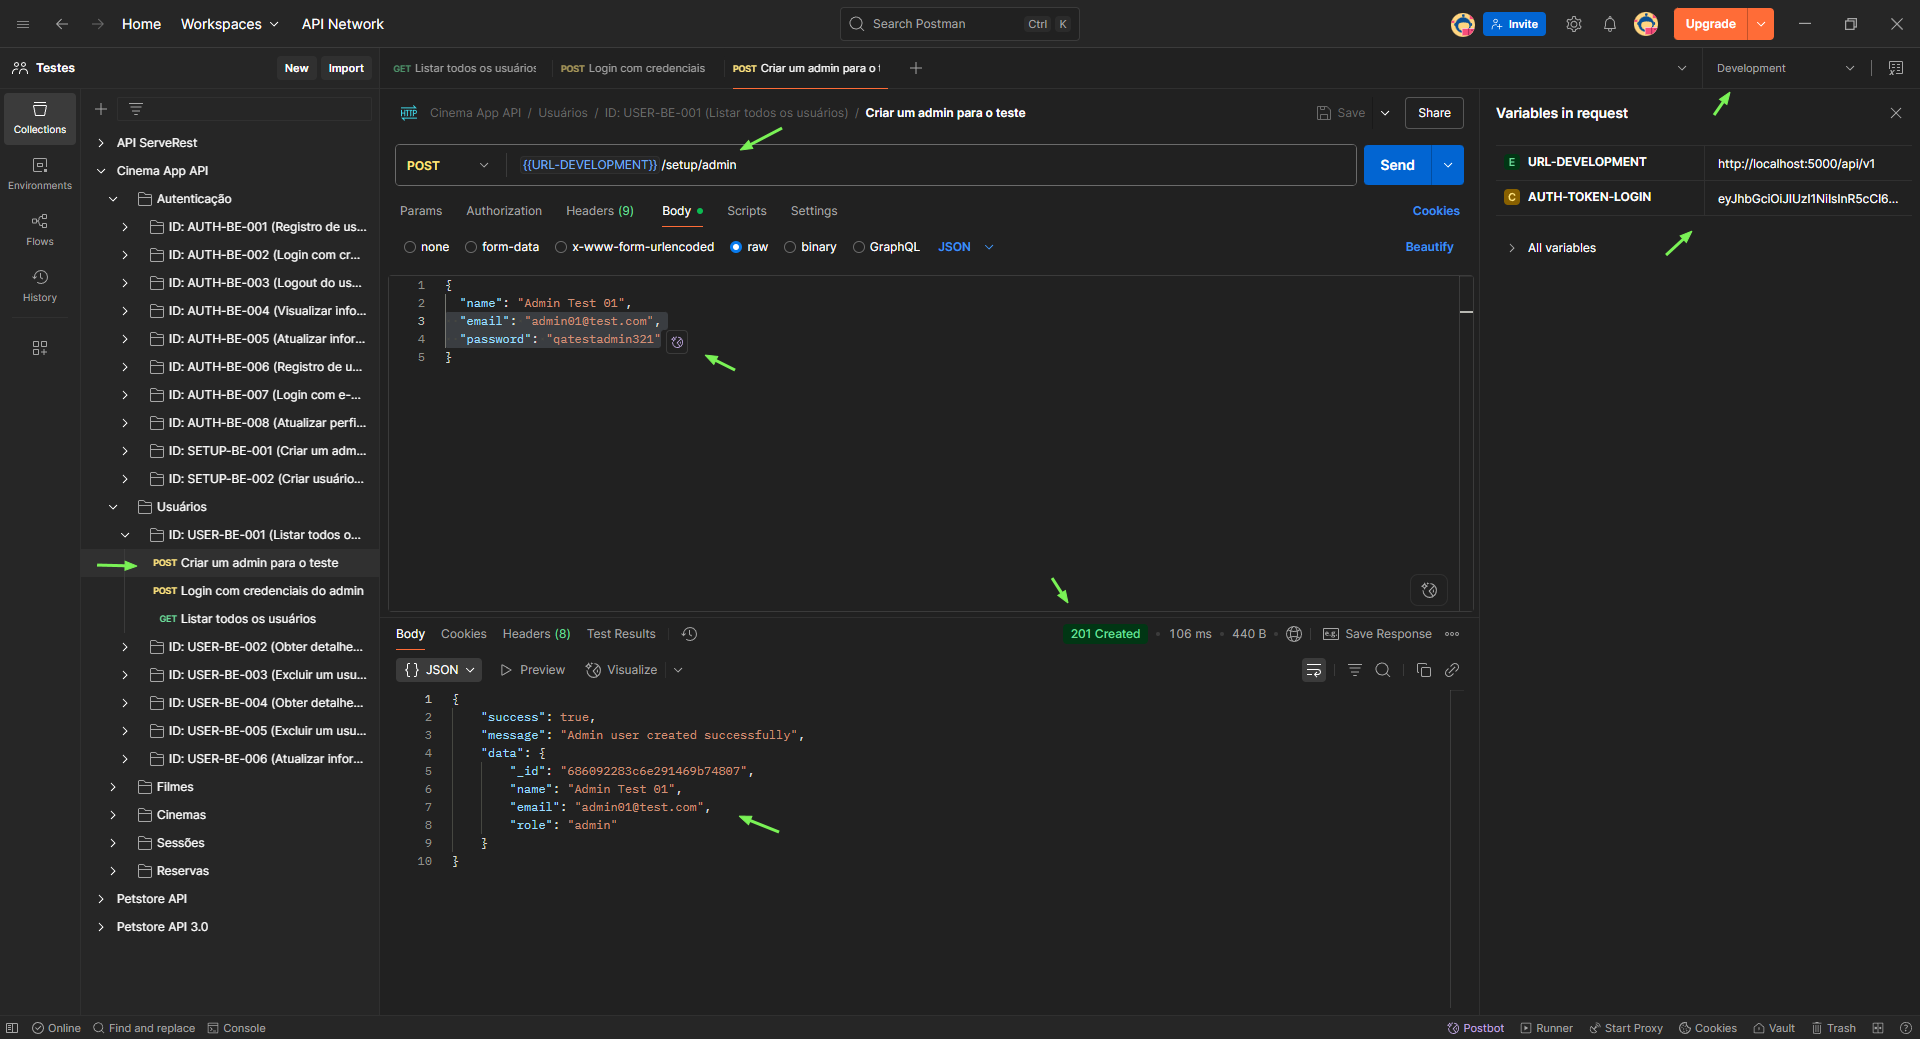 Home Workspaces API Network Search Postman Ctrl K Invite Upgrade
Testes New Import GET Listar todos os usuários POST Login com credenciais POST Criar um admin para o t Development
Collections
Environments
Flows
History
API ServeRest
Cinema App API
Autenticação
ID: AUTH-BE-001 (Registro de us...
ID: AUTH-BE-002 (Login com cr...
ID: AUTH-BE-003 (Logout do us...
ID: AUTH-BE-004 (Visualizar info...
ID: AUTH-BE-005 (Atualizar infor...
ID: AUTH-BE-006 (Registro de u...
ID: AUTH-BE-007 (Login com e-...
ID: AUTH-BE-008 (Atualizar perfi...
ID: SETUP-BE-001 (Criar um adm...
ID: SETUP-BE-002 (Criar usuário...
Usuários
ID: USER-BE-001 (Listar todos o...
POST Criar um admin para o teste
POST Login com credenciais do admin
GET Listar todos os usuários
ID: USER-BE-002 (Obter detalhe...
ID: USER-BE-003 (Excluir um usu...
ID: USER-BE-004 (Obter detalhe...
ID: USER-BE-005 (Excluir um usu...
ID: USER-BE-006 (Atualizar infor...
Filmes
Cinemas
Sessões
Reservas
Petstore API
Petstore API 3.0
HTTP Cinema App API / Usuários / ID: USER-BE-001 (Listar todos os usuários) / Criar um admin para o teste Save Share
POST {{URL-DEVELOPMENT}} /setup/admin Send
Params Authorization Headers (9) Body Scripts Settings Cookies
none form-data x-www-form-urlencoded raw binary GraphQL JSON Beautify
1 {
2 "name": "Admin Test 01",
3 "email": "admin01@test.com",
4 "password": "qatestadmin321"
5 }
Body Cookies Headers (8) Test Results 201 Created 106 ms 440 B e.g. Save Response
{} JSON Preview Visualize
1 {
2 "success": true,
3 "message": "Admin user created successfully",
4 "data": {
5 "_id": "686092283c6e291469b74807",
6 "name": "Admin Test 01",
7 "email": "admin01@test.com",
8 "role": "admin"
9 }
10 }
Variables in request
E URL-DEVELOPMENT http://localhost:5000/api/v1
C AUTH-TOKEN-LOGIN eyJhbGciOiJIUzI1NiIsInR5cCI6...
All variables
Online Find and replace Console Postbot Runner Start Proxy Cookies Vault Trash